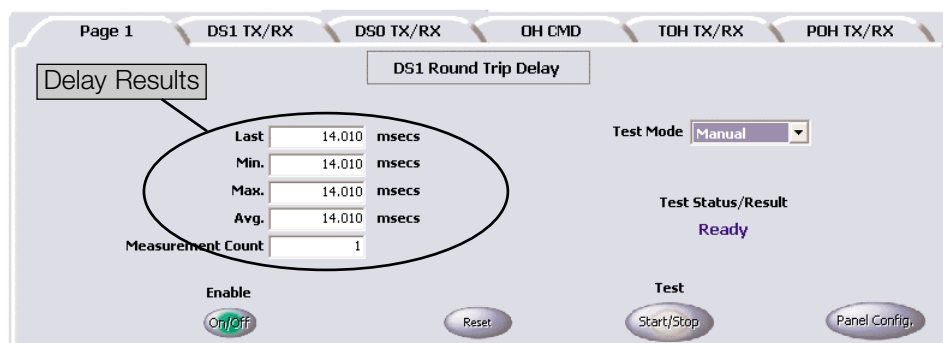 Page 1 DS1 TX/RX DS0 TX/RX OH CMD TOH TX/RX POH TX/RX
DS1 Round Trip Delay
Delay Results
Last 14.010 msecs
Min. 14.010 msecs
Max. 14.010 msecs
Avg. 14.010 msecs
Measurement Count 1
Test Mode Manual
Test Status/Result
Ready
Enable
On/Off
Reset
Test
Start/Stop
Panel Config.